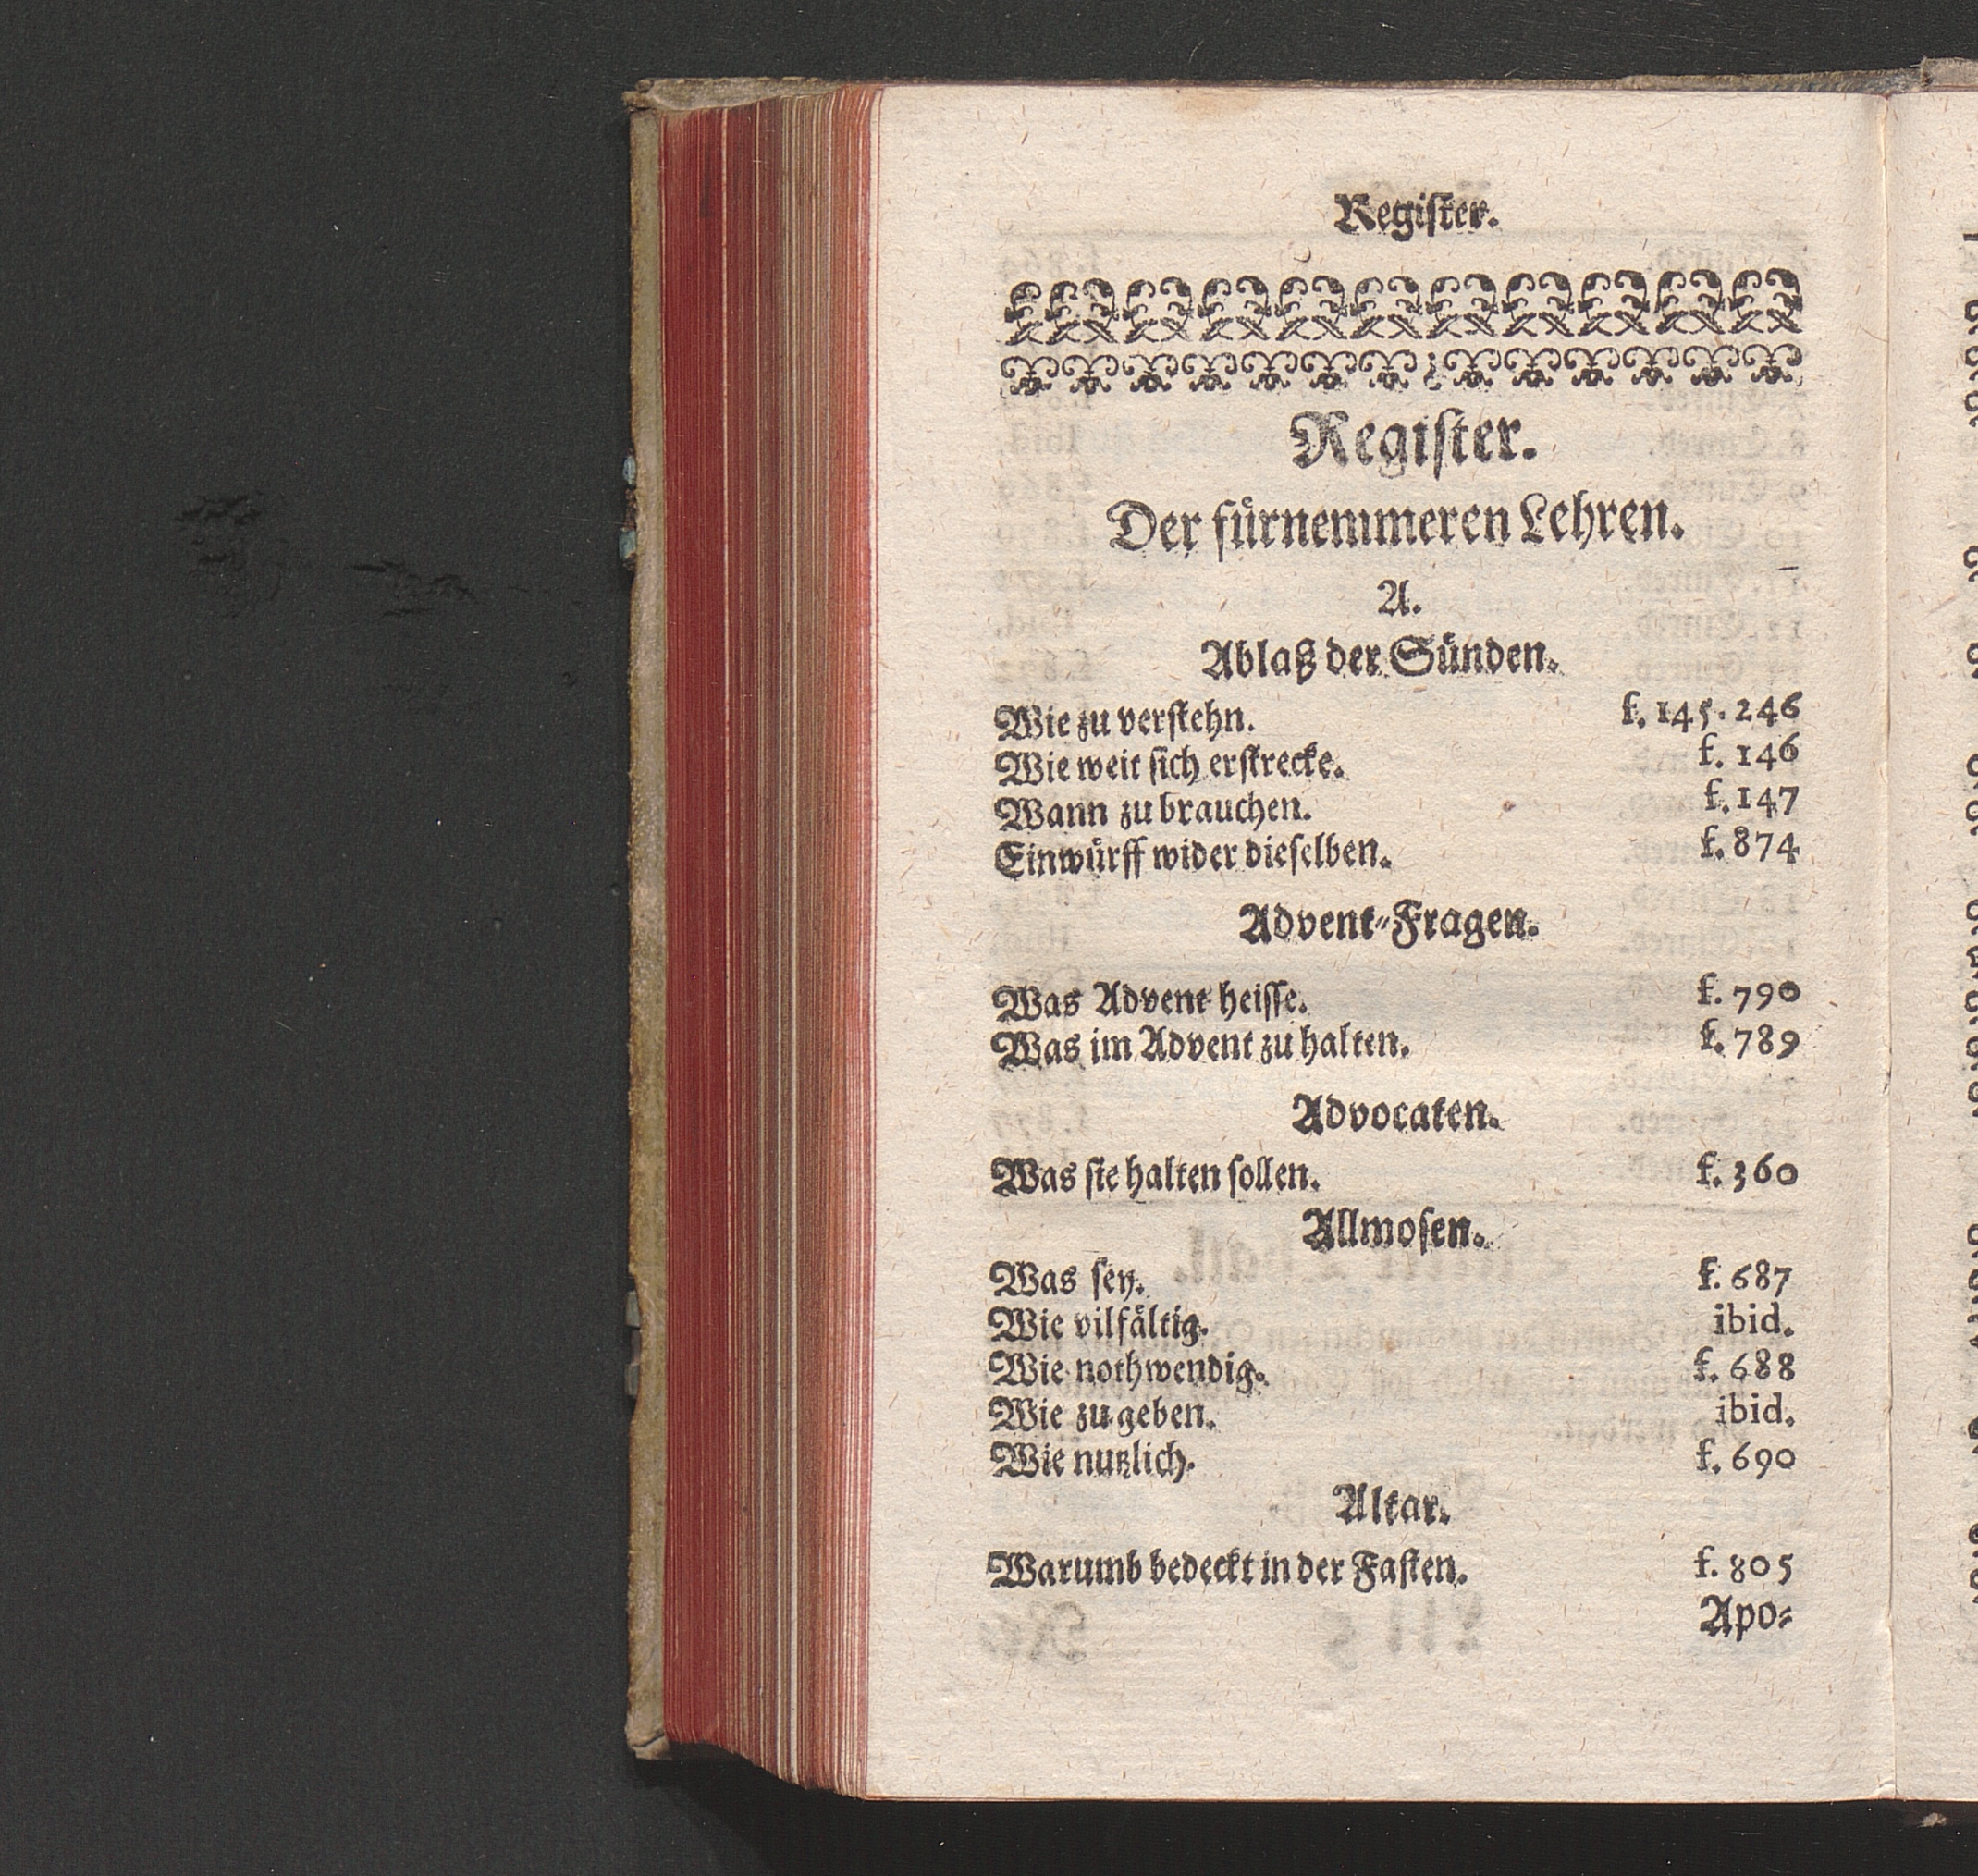 Register.
Register.
Der fürnemmeren Lehren.
A.
Ablaß der Sünden.
Wie zu verstehn. f. 145. 246
Wie weit sich erstrecke. f. 146
Wann zu brauchen. f. 147
Einwürff wider dieselben. f. 874
Advent-Fragen.
Was Advent heisse. f. 790
Was im Advent zu halten. f. 789
Advocaten.
Was sie halten sollen. f. 360
Allmosen.
Was sey. f. 687
Wie vilfältig. ibid.
Wie nothwendig. f. 688
Wie zu geben. ibid.
Wie nutzlich. f. 690
Altar.
Warumb bedeckt in der Fasten. f. 805
Apo-